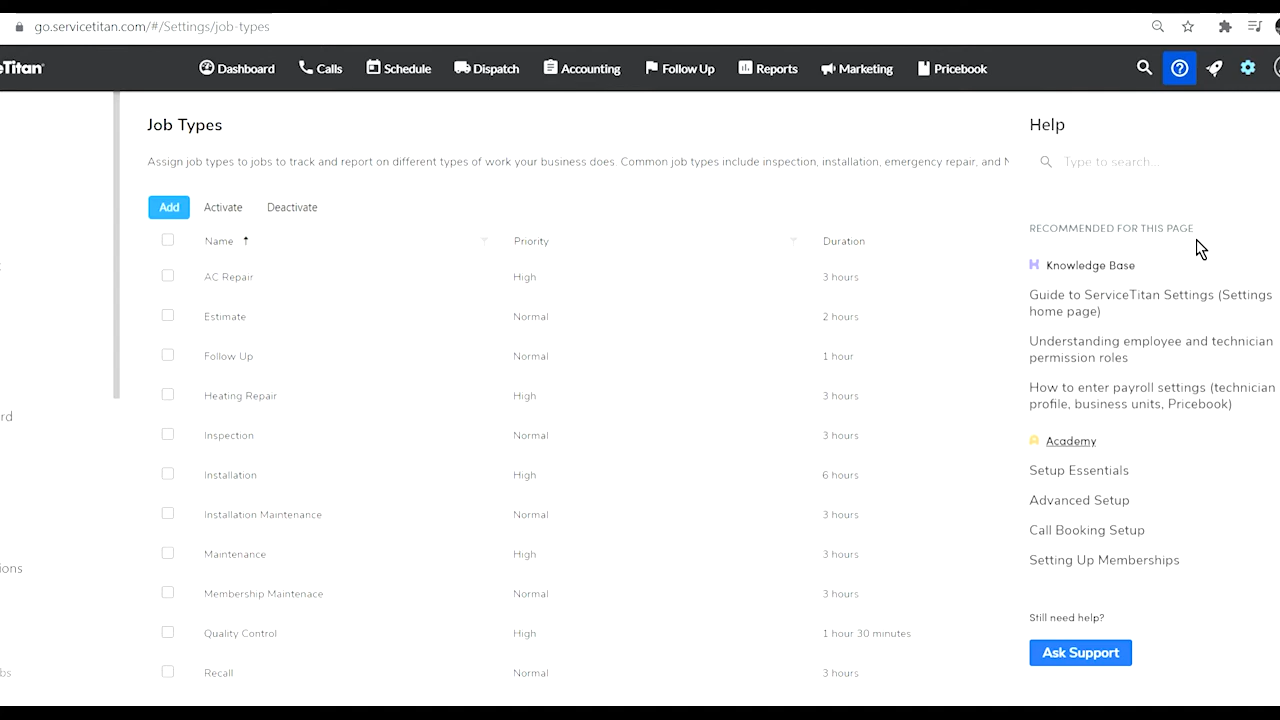 go.servicetitan.com/#/Settings/job-types
eTitan
Dashboard
Calls
Schedule
Dispatch
Accounting
Follow Up
Reports
Marketing
Pricebook
Job Types
Assign job types to jobs to track and report on different types of work your business does. Common job types include inspection, installation, emergency repair, and
Add
Activate
Deactivate
Name
Priority
Duration
AC Repair
High
3 hours
Estimate
Normal
2 hours
Follow Up
Normal
1 hour
Heating Repair
High
3 hours
Inspection
Normal
3 hours
Installation
High
6 hours
Installation Maintenance
Normal
3 hours
Maintenance
High
3 hours
Membership Maintenace
Normal
3 hours
Quality Control
High
1 hour 30 minutes
Recall
Normal
3 hours
rd
ions
bs
Help
Type to search...
RECOMMENDED FOR THIS PAGE
Knowledge Base
Guide to ServiceTitan Settings (Settings
home page)
Understanding employee and technician
permission roles
How to enter payroll settings (technician
profile, business units, Pricebook)
Academy
Setup Essentials
Advanced Setup
Call Booking Setup
Setting Up Memberships
Still need help?
Ask Support